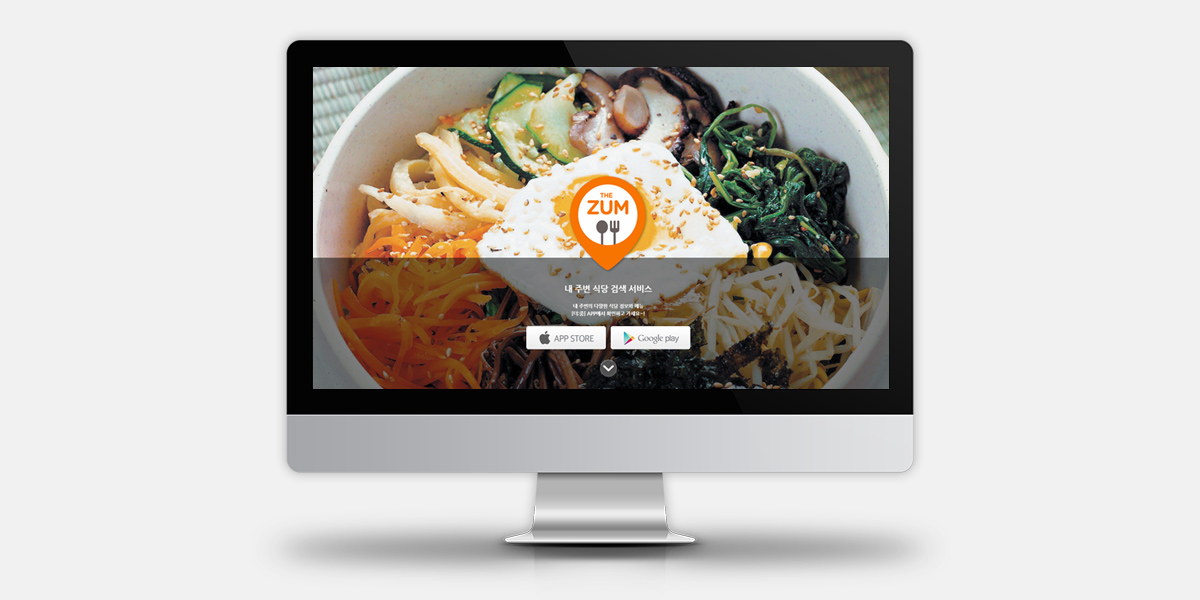 THE
ZUM
내 주변 식당 검색 서비스
내 주변의 다양한 식당 정보와 메뉴
[더줌] APP에서 확인하고 가세요~!
APP STORE
Google play